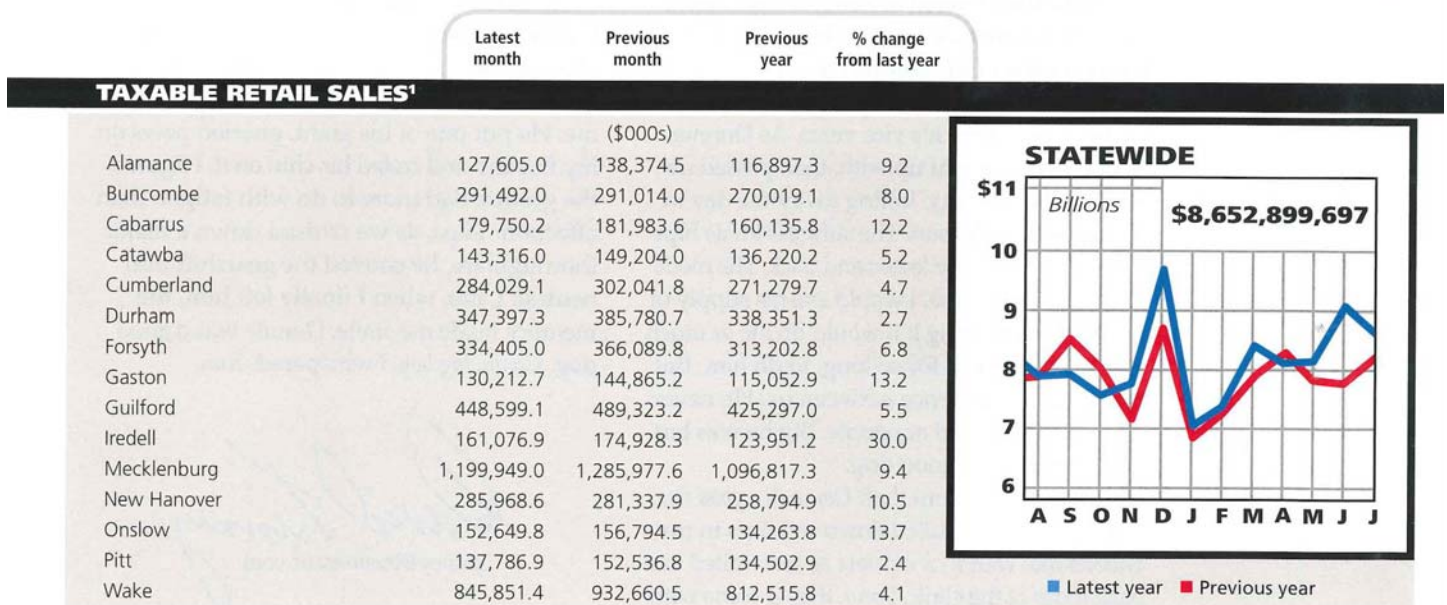 Latest month Previous month Previous year % change from last year
TAXABLE RETAIL SALES¹
($000s)
Alamance 127,605.0 138,374.5 116,897.3 9.2
Buncombe 291,492.0 291,014.0 270,019.1 8.0
Cabarrus 179,750.2 181,983.6 160,135.8 12.2
Catawba 143,316.0 149,204.0 136,220.2 5.2
Cumberland 284,029.1 302,041.8 271,279.7 4.7
Durham 347,397.3 385,780.7 338,351.3 2.7
Forsyth 334,405.0 366,018.8 313,202.8 6.8
Gaston 130,212.7 144,865.2 115,052.9 13.2
Guilford 448,599.1 489,323.2 425,297.0 5.5
Iredell 161,076.9 174,928.3 123,951.2 30.0
Mecklenburg 1,199,949.0 1,285,977.6 1,096,817.3 9.4
New Hanover 285,968.6 281,337.9 258,794.9 10.5
Onslow 152,649.8 156,794.5 134,263.8 13.7
Pitt 137,786.9 152,536.8 134,502.9 2.4
Wake 845,851.4 932,660.5 812,515.8 4.1
STATEWIDE
$11
Billions
$8,652,899,697
10
9
8
7
6
A S O N D J F M A M J J
Latest year Previous year